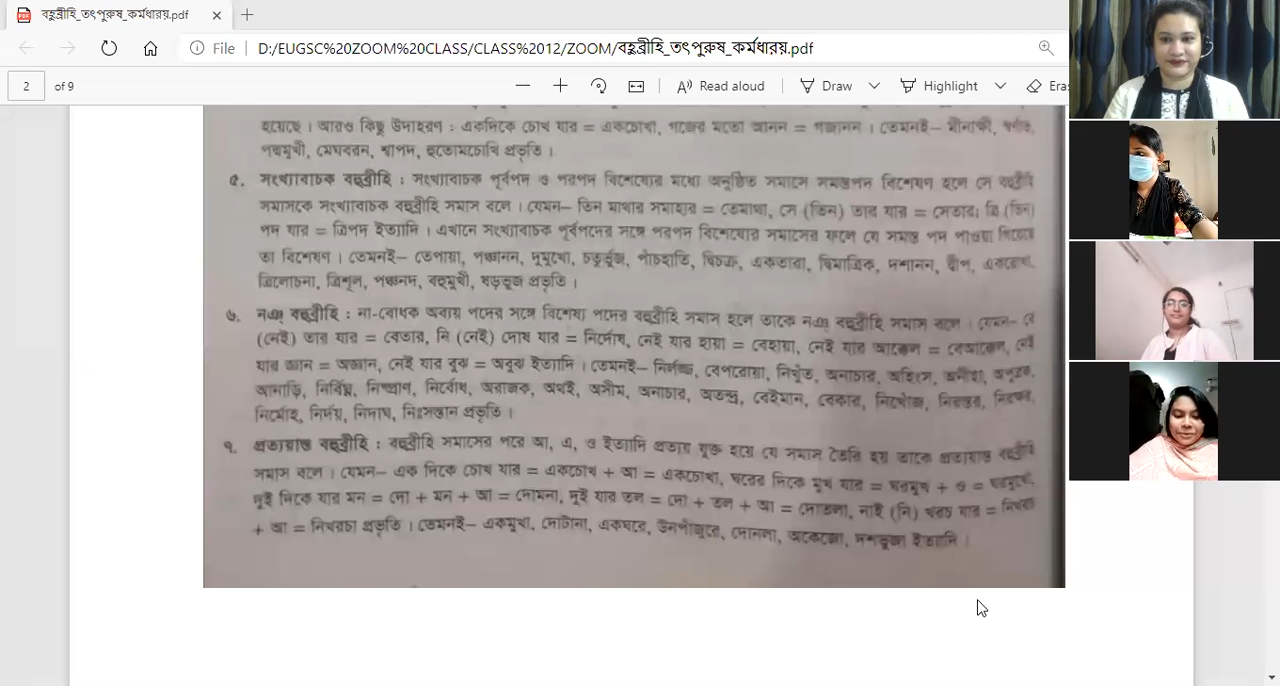 বহুব্রীহি_তৎপুরুষ_কর্মধারয়.pdf
File D:/EUGSC%20ZOOM%20CLASS/CLASS%2012/ZOOM/বহুব্রীহি_তৎপুরুষ_কর্মধারয়.pdf
2 of 9 Read aloud Draw Highlight Eras
হয়েছে। আরও কিছু উদাহরণ : একদিকে চোখ যার = একচোখা, গজের মতো আনন = গজানন। তেমনই– মীনাক্ষী,
পদ্মমুখী, মেঘবরন, শ্বাপদ, হুতোমচোখি প্রভৃতি।
৫. সংখ্যাবাচক বহুব্রীহি : সংখ্যাবাচক পূর্বপদ ও পরপদ বিশেষ্যের মধ্যে অনুষ্ঠিত সমাসে সমস্তপদ বিশেষণ হলে সে বহুব্রীহি
সমাসকে সংখ্যাবাচক বহুব্রীহি সমাস বলে। যেমন– তিন মাথার সমাহার = তেমাথা, সে (তিন) তার যার = সেতার; ত্রি (তিন)
পদ যার = ত্রিপদ ইত্যাদি। এখানে সংখ্যাবাচক পূর্বপদের সঙ্গে পরপদ বিশেষ্যের সমাসের ফলে যে সমস্ত পদ পাওয়া গিয়েছে
তা বিশেষণ। তেমনই– তেপায়া, পঞ্চানন, দুমুখো, চতুর্ভুজ, পাঁচহাতি, দ্বিচক্র, একতারা, দ্বিমাত্রিক, দশানন, দ্বীপ, একরোখা,
ত্রিলোচনা, ত্রিশূল, পঞ্চনদ, বহুমুখী, ষড়ভুজ প্রভৃতি।
৬. নঞ বহুব্রীহি : না-বোধক অব্যয় পদের সঙ্গে বিশেষ্য পদের বহুব্রীহি সমাস হলে তাকে নঞ বহুব্রীহি সমাস বলে। যেমন– বে
(নেই) তার যার = বেতার, নি (নেই) দোষ যার = নির্দোষ, নেই যার হায়া = বেহায়া, নেই যার আক্কেল = বেআক্কেল, নেই
যার জ্ঞান = অজ্ঞান, নেই যার বুঝ = অবুঝ ইত্যাদি। তেমনই– নির্লজ্জ, বেপরোয়া, নিখুঁত, অনাচার, অহিংস, অনীহা,
আনাড়ি, নির্বিঘ্ন, নিষ্প্রাণ, নির্বোধ, অরাজক, অথই, অসীম, অনাচার, অতন্দ্র, বেইমান, বেকার, নিখোঁজ, নিরন্তর,
নির্মোহ, নির্দয়, নিদাঘ, নিঃসন্তান প্রভৃতি।
৭. প্রত্যয়ান্ত বহুব্রীহি : বহুব্রীহি সমাসের পরে আ, এ, ও ইত্যাদি প্রত্যয় যুক্ত হয়ে যে সমাস তৈরি হয় তাকে প্রত্যয়ান্ত বহুব্রীহি
সমাস বলে। যেমন– এক দিকে চোখ যার = একচোখ + আ = একচোখা, ঘরের দিকে মুখ যার = ঘরমুখ + ও = ঘরমুখো,
দুই দিকে যার মন = দো + মন + আ = দোমনা, দুই যার তল = দো + তল + আ = দোতলা, নাই (নি) খরচ যার = নিখরচ
+ আ = নিখরচা প্রভৃতি। তেমনই– একমুখা, দোটানা, একঘরে, উনপাঁজুরে, দোনলা, অকেজো, দশভুজা ইত্যাদি।